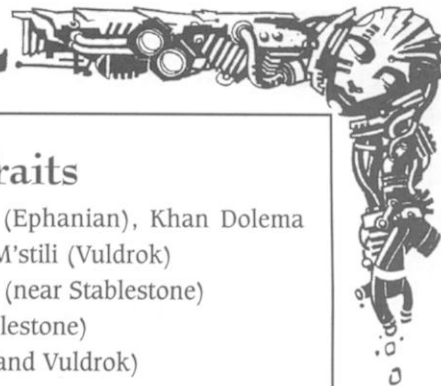 raits
(Ephanian), Khan Dolema
M'stili (Vuldrok)
(near Stablestone)
lestone)
and Vuldrok)